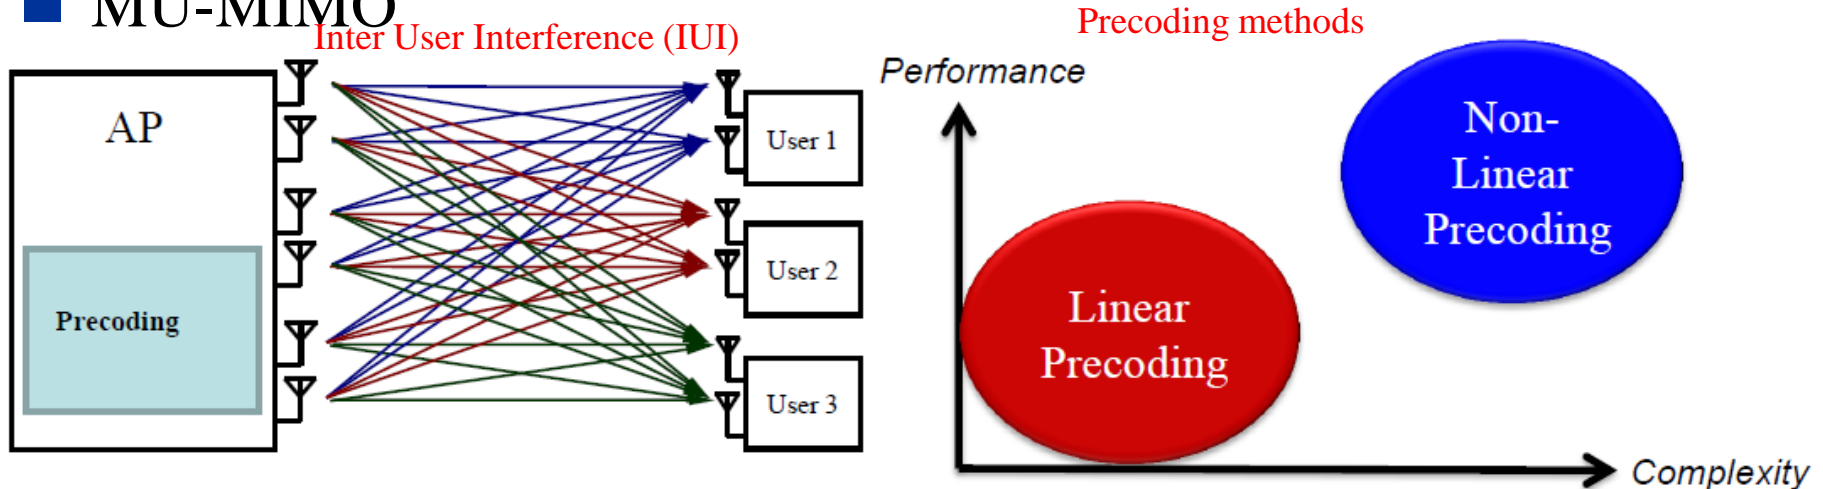 MU-MIMO
Inter User Interference (IUI)
AP
Precoding
User 1
User 2
User 3
Precoding methods
Performance
Non-
Linear
Precoding
Linear
Precoding
Complexity